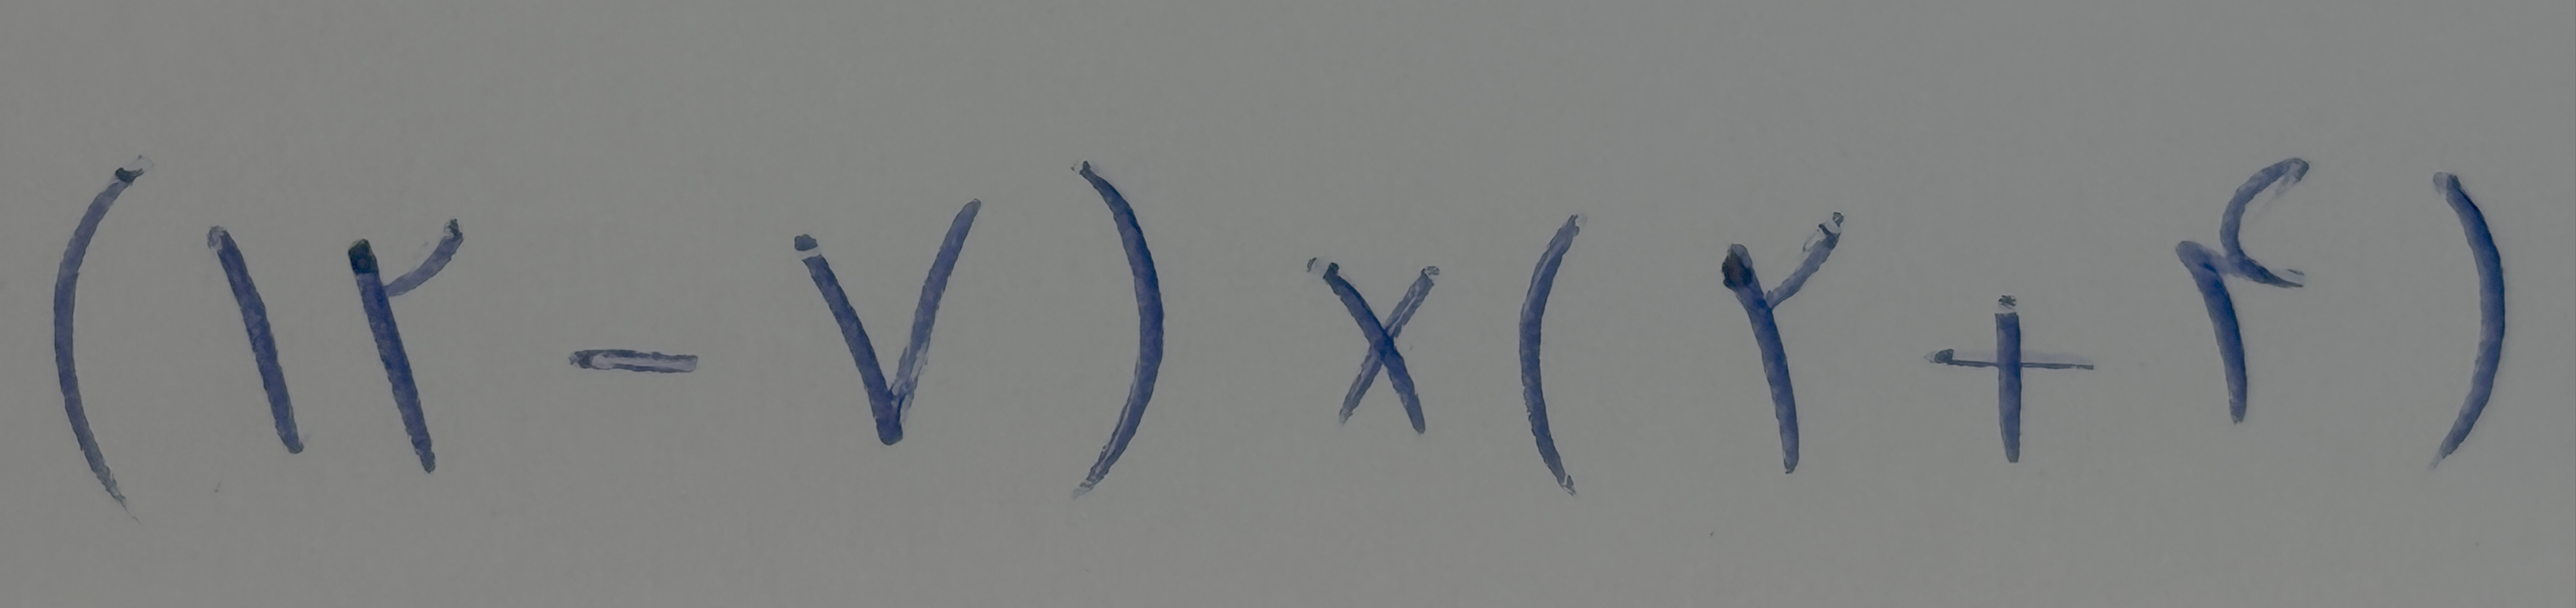 (۱۲ - ۷) × (۲ + ۴)